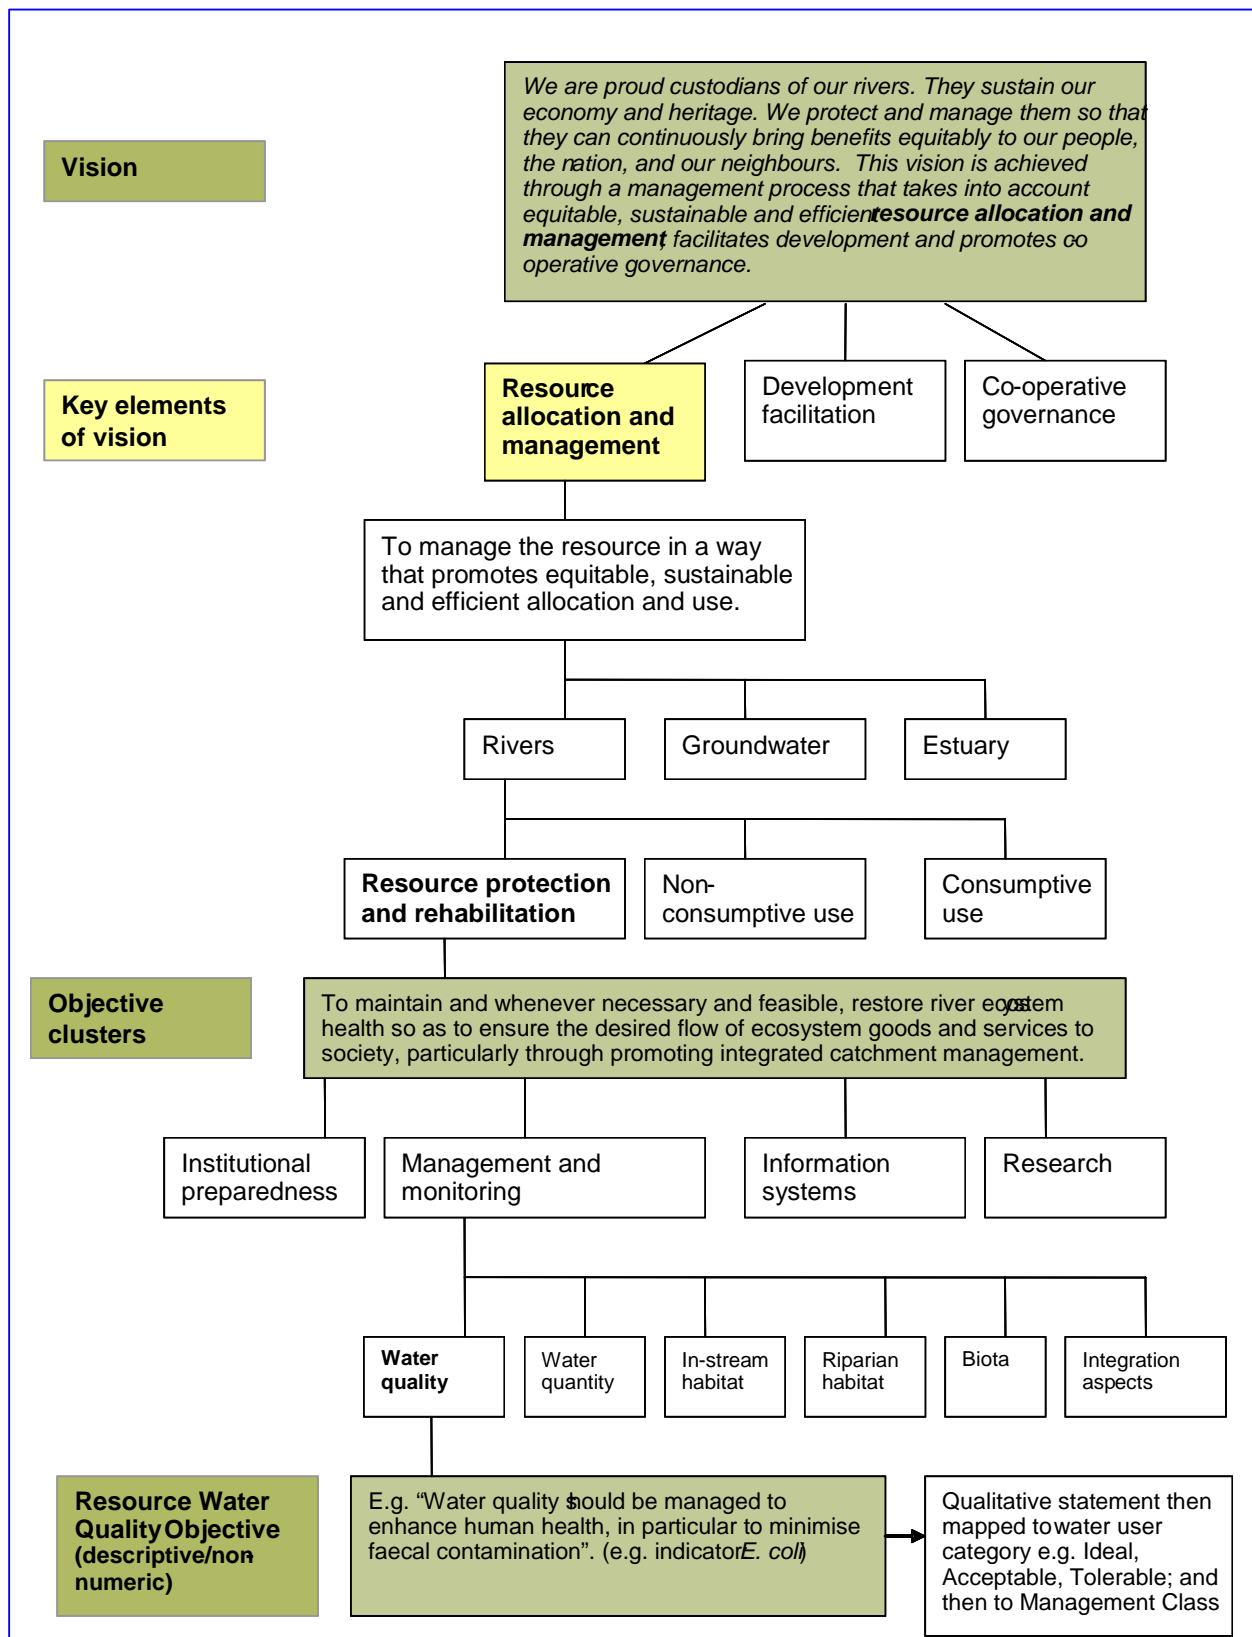 We are proud custodians of our rivers. They sustain our
economy and heritage. We protect and manage them so that
they can continuously bring benefits equitably to our people,
the nation, and our neighbours. This vision is achieved
through a management process that takes into account
equitable, sustainable and efficient resource allocation and
management, facilitates development and promotes co-
operative governance.
Vision
Key elements
of vision
Resource
allocation and
management
Development
facilitation
Co-operative
governance
To manage the resource in a way
that promotes equitable, sustainable
and efficient allocation and use.
Rivers
Groundwater
Estuary
Resource protection
and rehabilitation
Non-
consumptive use
Consumptive
use
Objective
clusters
To maintain and whenever necessary and feasible, restore river ecosystem
health so as to ensure the desired flow of ecosystem goods and services to
society, particularly through promoting integrated catchment management.
Institutional
preparedness
Management and
monitoring
Information
systems
Research
Water
quality
Water
quantity
In-stream
habitat
Riparian
habitat
Biota
Integration
aspects
Resource Water
Quality Objective
(descriptive/non-
numeric)
E.g. “Water quality should be managed to
enhance human health, in particular to minimise
faecal contamination”. (e.g. indicator E. coli)
Qualitative statement then
mapped to water user
category e.g. Ideal,
Acceptable, Tolerable; and
then to Management Class